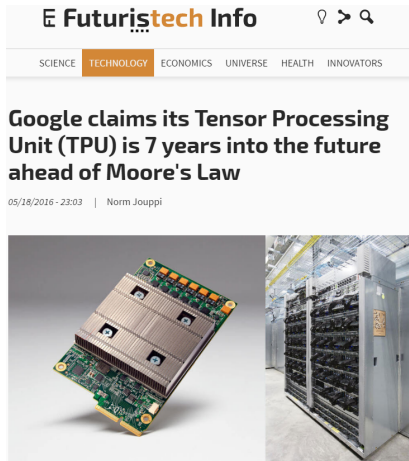 Futuristech Info
SCIENCE TECHNOLOGY ECONOMICS UNIVERSE HEALTH INNOVATORS
Google claims its Tensor Processing
Unit (TPU) is 7 years into the future
ahead of Moore's Law
05/18/2016 - 23:03 | Norm Jouppi